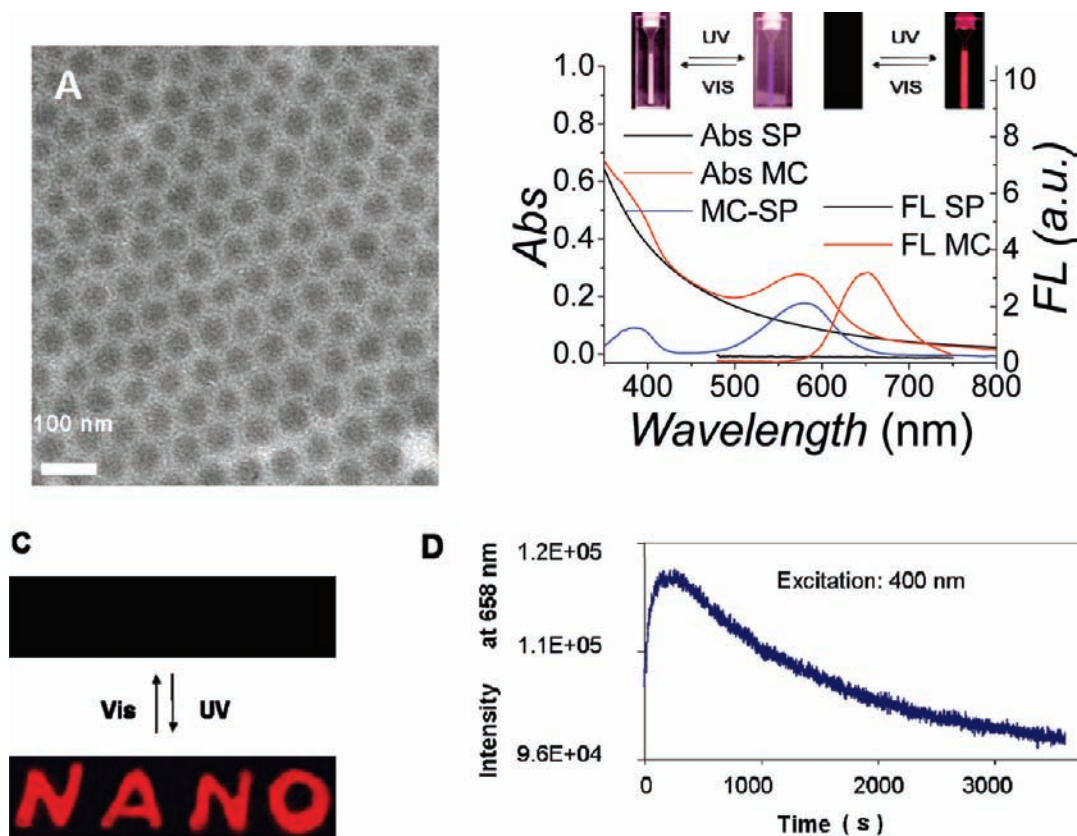 A
100 nm
UV
VIS
UV
VIS
1.0
0.8
0.6
0.4
0.2
0.0
Abs
Abs SP
Abs MC
MC-SP
FL SP
FL MC
10
8
6
4
2
0
FL (a.u.)
400 500 600 700 800
Wavelength (nm)
C
Vis UV
NANO
D
Intensity at 658 nm
1.2E+05
1.1E+05
9.6E+04
Excitation: 400 nm
0 1000 2000 3000
Time ( s )